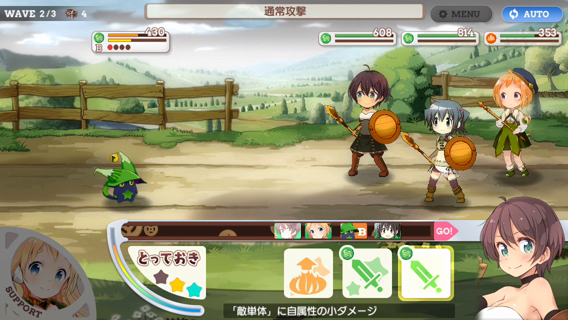 WAVE 2/3 4
通常攻撃
MENU
AUTO
430
B
608
814
353
B
GO!
とっておき
SUPPORT
「敵単体」に自属性の小ダメージ